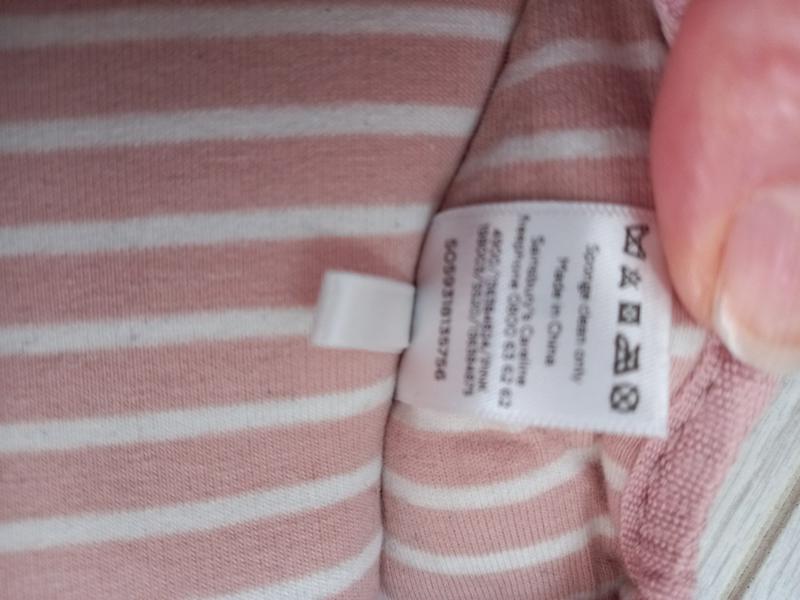 Sponge clean only
Made in China
Sainsbury's Careline
Freephone 0800 63 62 62
5059318135756